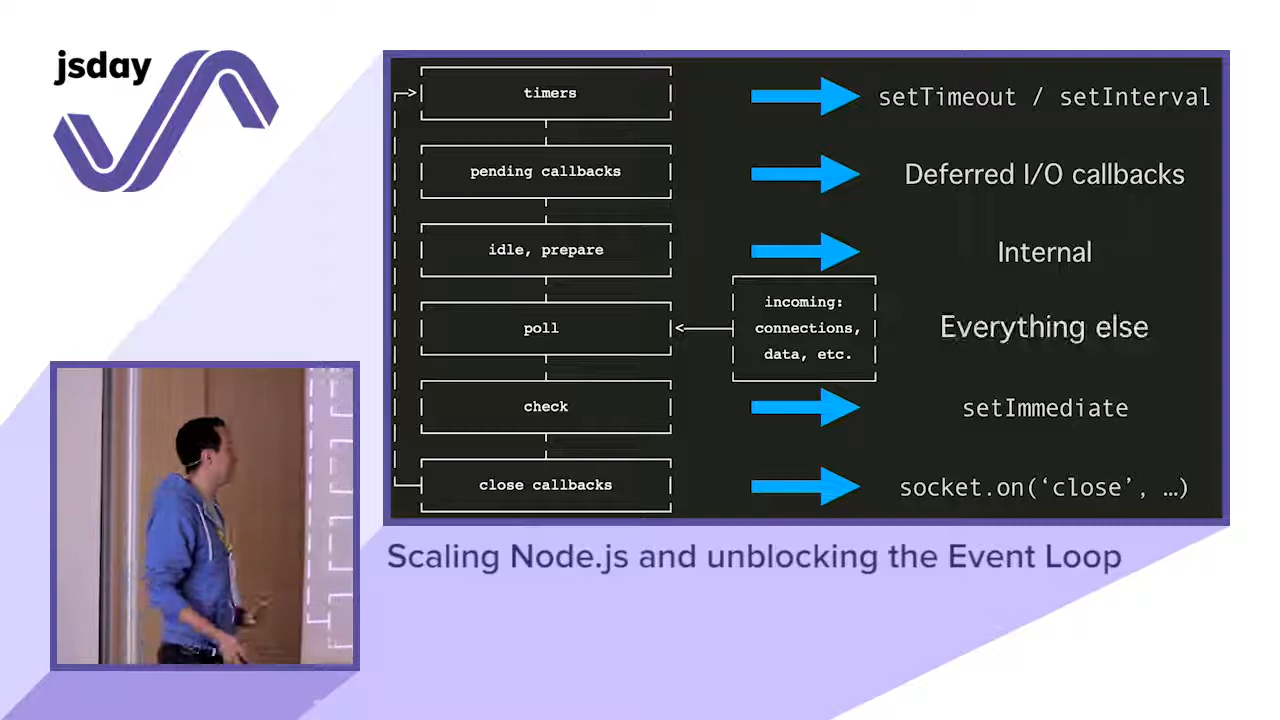 jsday
timers
setTimeout / setInterval
pending callbacks
Deferred I/O callbacks
idle, prepare
Internal
poll
incoming:
connections,
data, etc.
Everything else
check
setImmediate
close callbacks
socket.on(‘close’, …)
Scaling Node.js and unblocking the Event Loop